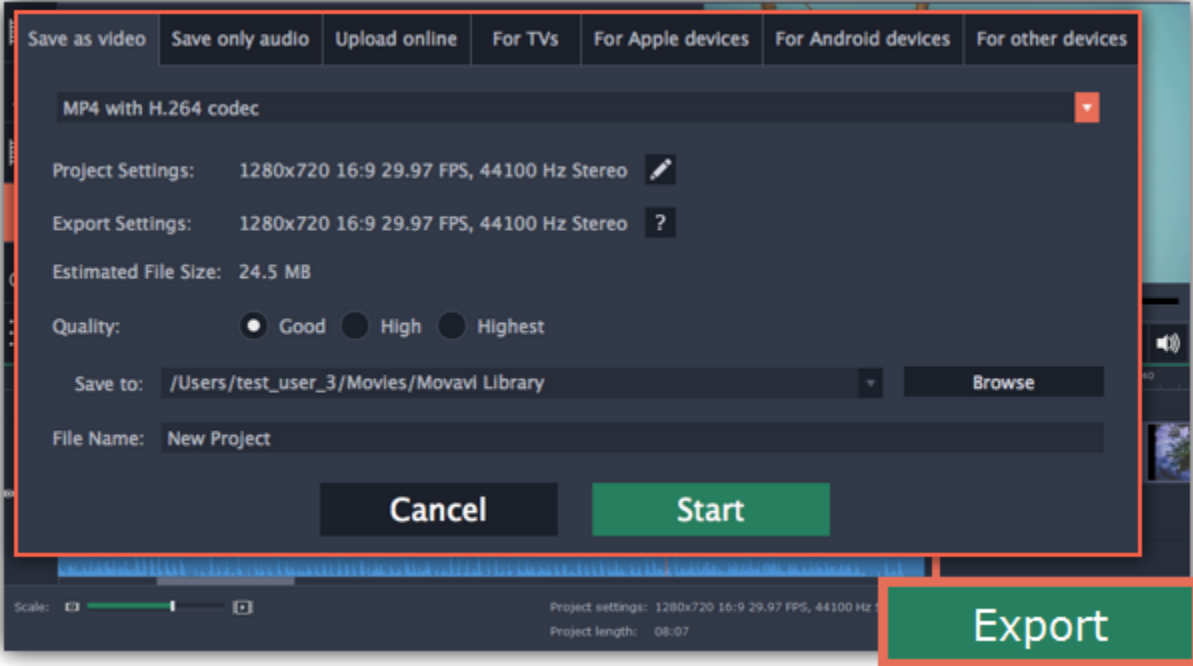 Save as video Save only audio Upload online For TVs For Apple devices For Android devices For other devices
MP4 with H.264 codec
Project Settings: 1280x720 16:9 29.97 FPS, 44100 Hz Stereo
Export Settings: 1280x720 16:9 29.97 FPS, 44100 Hz Stereo ?
Estimated File Size: 24.5 MB
Quality: Good High Highest
Save to: /Users/test_user_3/Movies/Movavi Library Browse
File Name: New Project
Cancel Start
Scale: Project settings: 1280x720 16:9 29.97 FPS, 44100 Hz
Project length: 08:07
Export